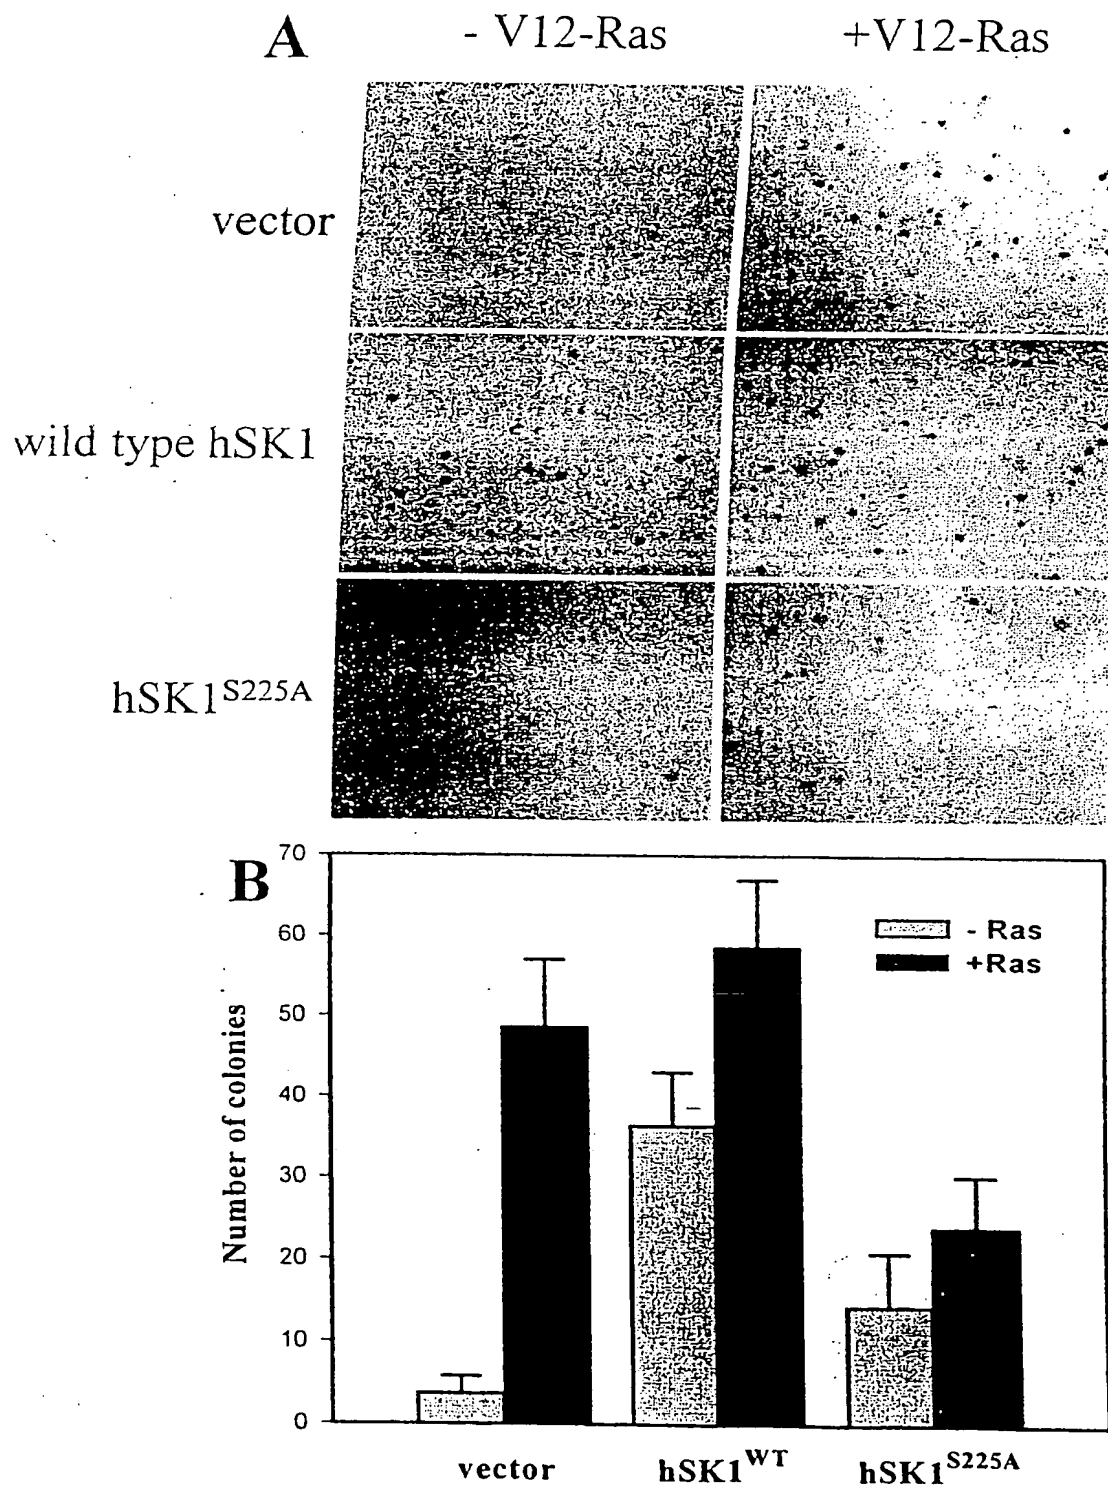 A - V12-Ras +V12-Ras
vector
wild type hSK1
hSK1S225A
B
70
60
50
40
30
20
10
0
Number of colonies
- Ras
+Ras
vector hSK1WT hSK1S225A